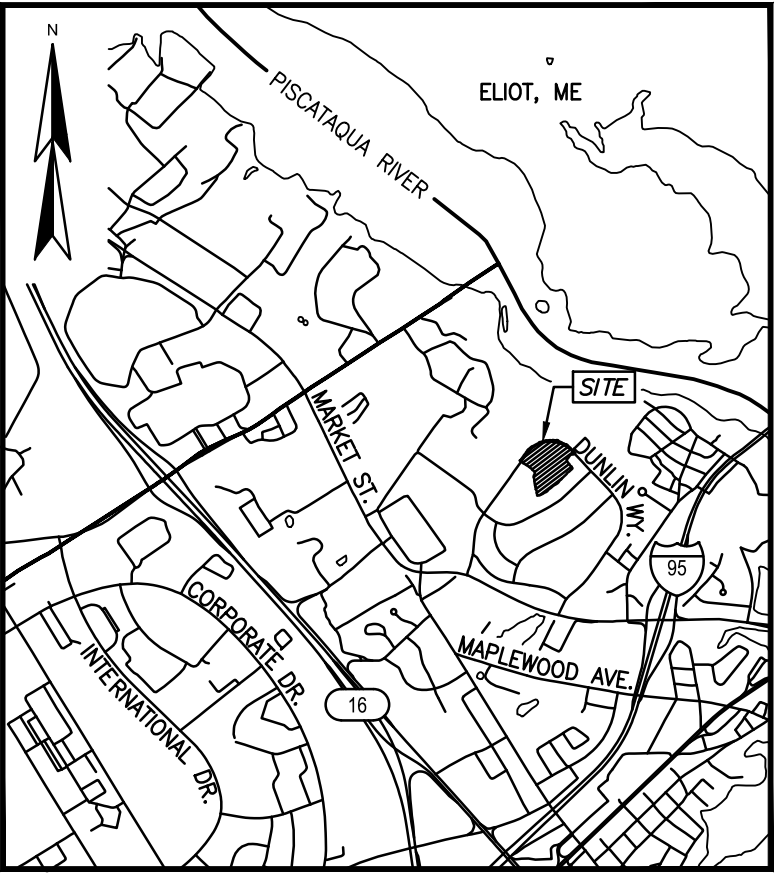 N
ELIOT, ME
PISCATAQUA RIVER
SITE
MARKET ST.
DUNLIN WY.
95
CORPORATE DR.
MAPLEWOOD AVE.
INTERNATIONAL DR.
16